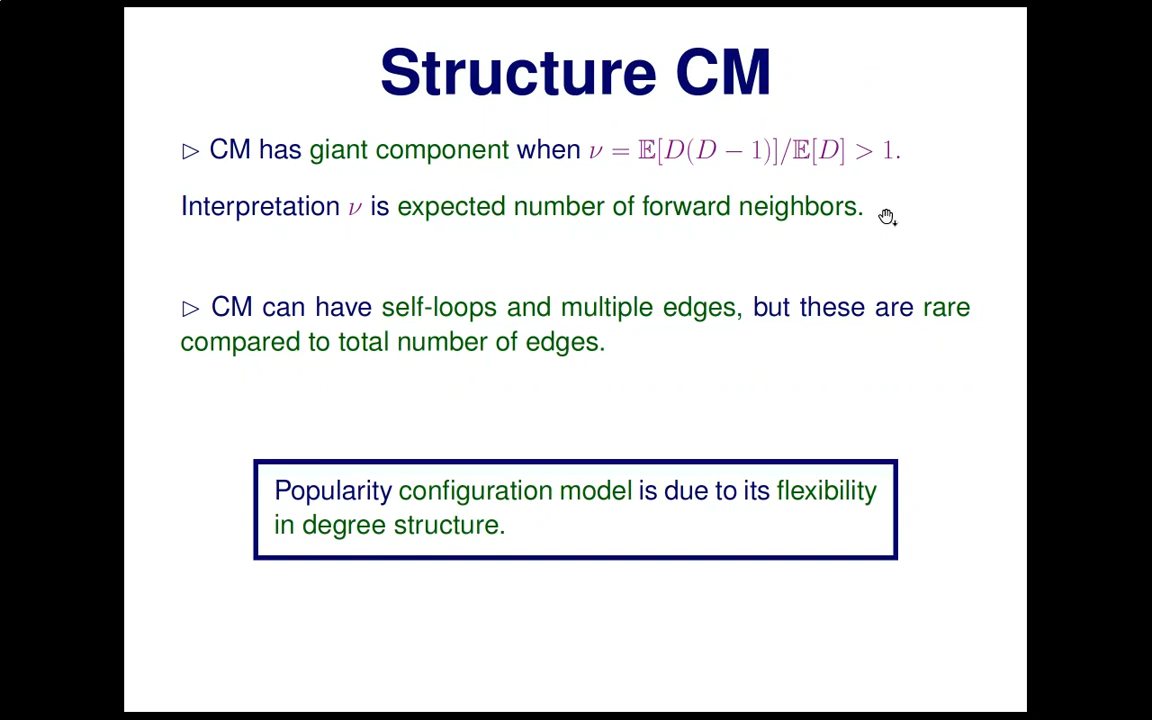 Structure CM
▷ CM has giant component when ν = 𝔼[D(D − 1)]/𝔼[D] > 1.
Interpretation ν is expected number of forward neighbors.
▷ CM can have self-loops and multiple edges, but these are rare
compared to total number of edges.
Popularity configuration model is due to its flexibility
in degree structure.